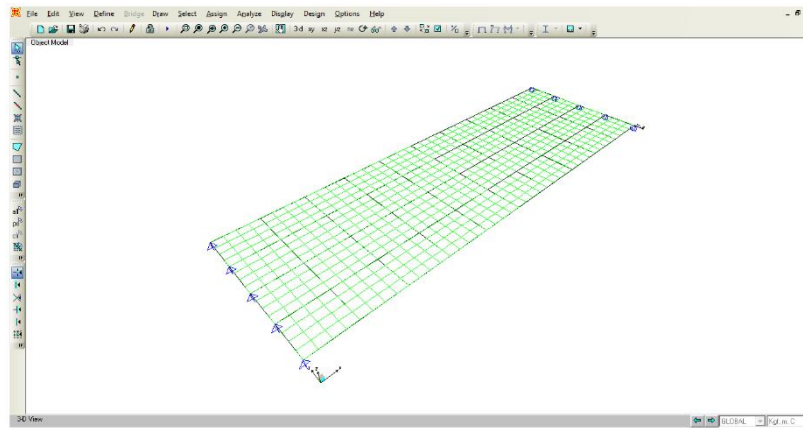 File Edit View Define Bridge Draw Select Assign Analyze Display Design Options Help
3-d xy xz yz nv
Object Model
3-D View
GLOBAL
Kgf, m, C